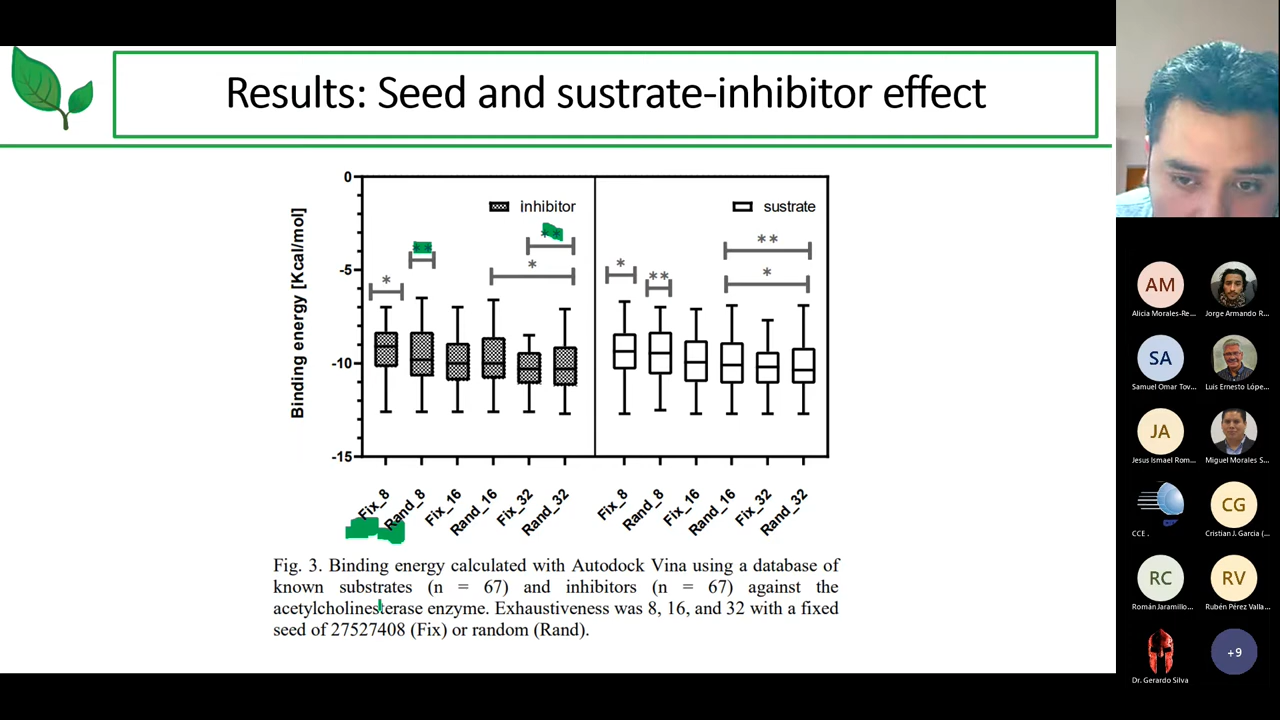 Results: Seed and sustrate-inhibitor effect
0
-5
-10
-15
Binding energy [Kcal/mol]
inhibitor
sustrate
*
**
**
*
*
**
**
*
Fix_8
Rand_8
Fix_16
Rand_16
Fix_32
Rand_32
Fix_8
Rand_8
Fix_16
Rand_16
Fix_32
Rand_32
Fig. 3. Binding energy calculated with Autodock Vina using a database of
known substrates (n = 67) and inhibitors (n = 67) against the
acetylcholinesterase enzyme. Exhaustiveness was 8, 16, and 32 with a fixed
seed of 27527408 (Fix) or random (Rand).
AM
Alicia Morales-Re...
Jorge Armando R...
SA
Samuel Omar Tov...
Luis Ernesto Lópe...
JA
Jesus Ismael Rom...
Miguel Morales S...
CCE .
CG
Cristian J. Garcia (...
RC
Román Jaramillo...
RV
Rubén Pérez Valla...
Dr. Gerardo Silva
+9